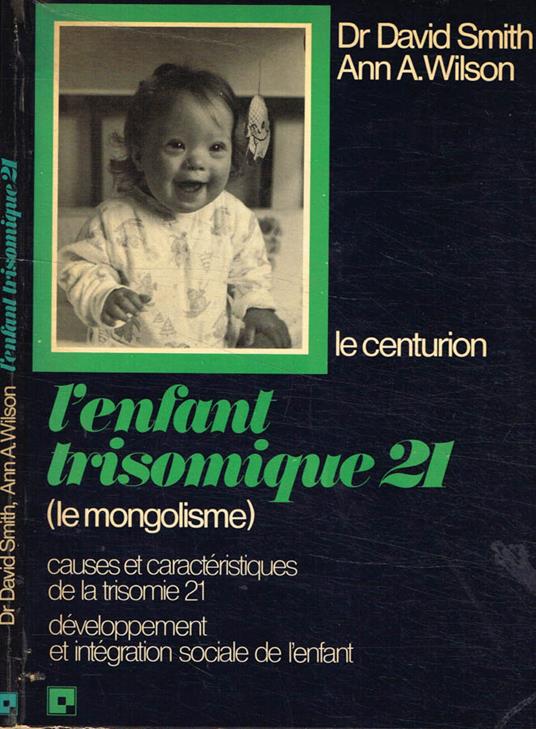 Dr David Smith
Ann A.Wilson
le centurion
l'enfant
trisomique 21
(le mongolisme)
causes et caractéristiques
de la trisomie 21
développement
et intégration sociale de l'enfant
Dr David Smith, Ann A.Wilson l'enfant trisomique 21